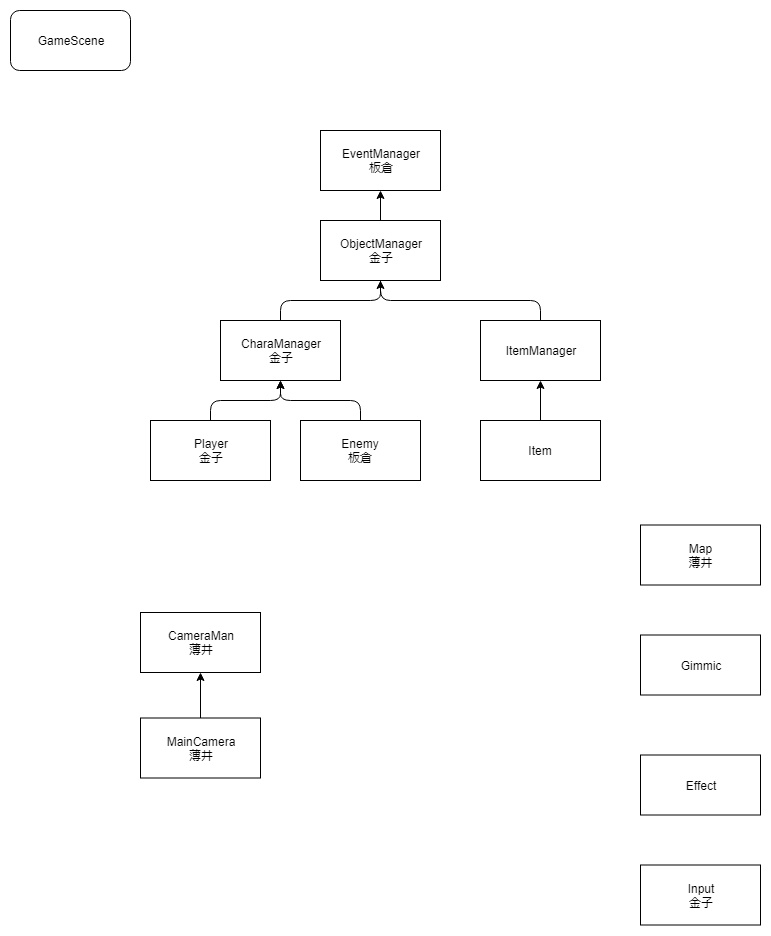 GameScene
EventManager
板倉
ObjectManager
金子
CharaManager
金子
ItemManager
Player
金子
Enemy
板倉
Item
Map
薄井
CameraMan
薄井
Gimmic
MainCamera
薄井
Effect
Input
金子